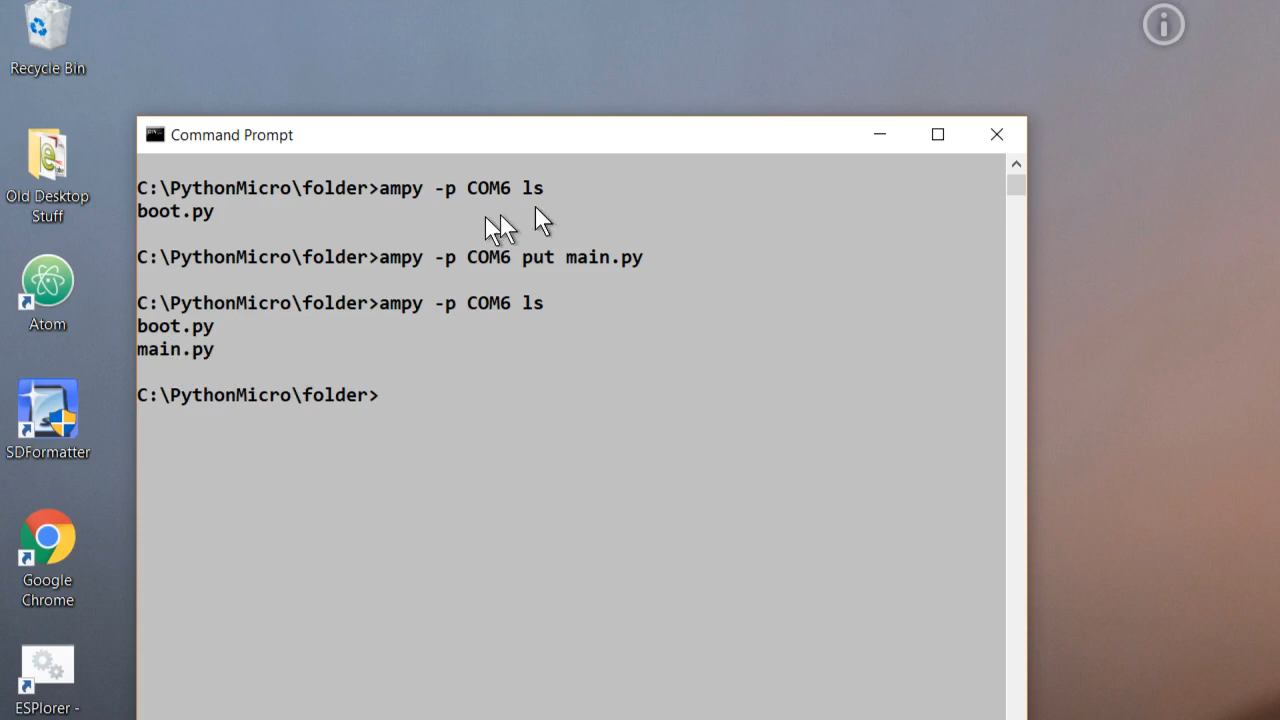 Recycle Bin
Old Desktop
Stuff
Atom
SDFormatter
Google
Chrome
ESPlorer -
Command Prompt
C:\PythonMicro\folder>ampy -p COM6 ls
boot.py
C:\PythonMicro\folder>ampy -p COM6 put main.py
C:\PythonMicro\folder>ampy -p COM6 ls
boot.py
main.py
C:\PythonMicro\folder>